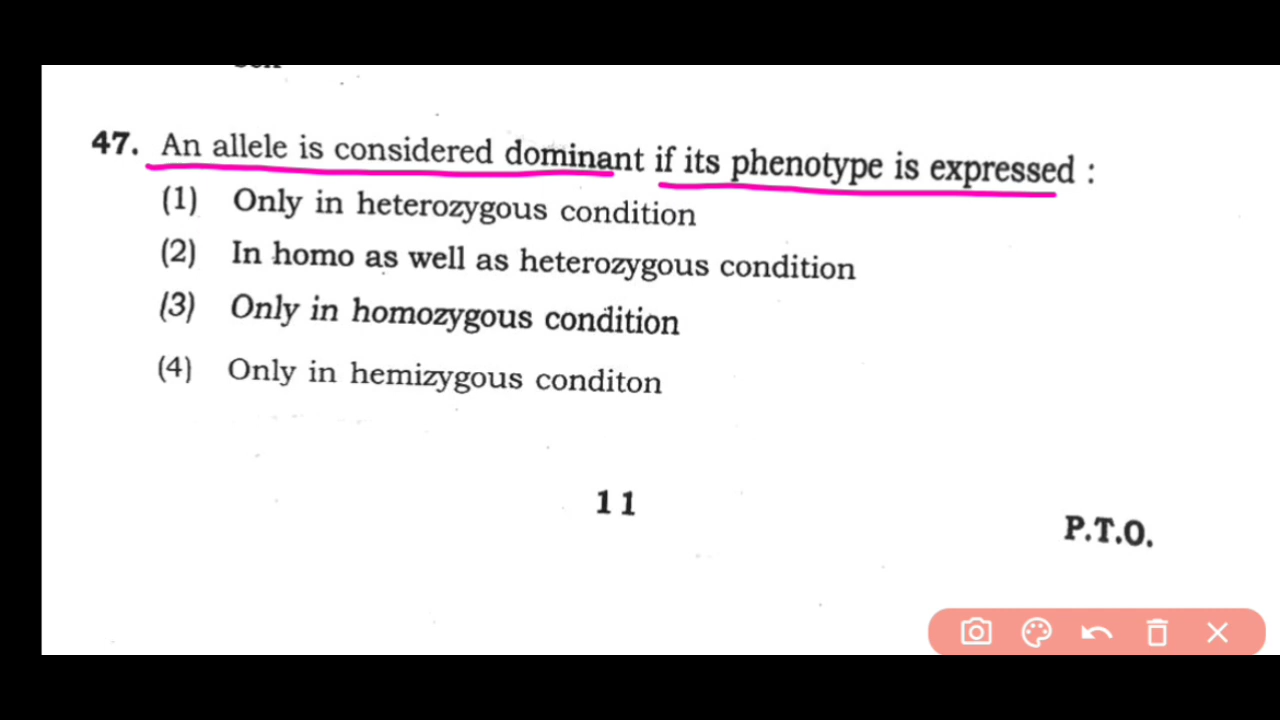 47. An allele is considered dominant if its phenotype is expressed :
(1) Only in heterozygous condition
(2) In homo as well as heterozygous condition
(3) Only in homozygous condition
(4) Only in hemizygous conditon
11
P.T.O.